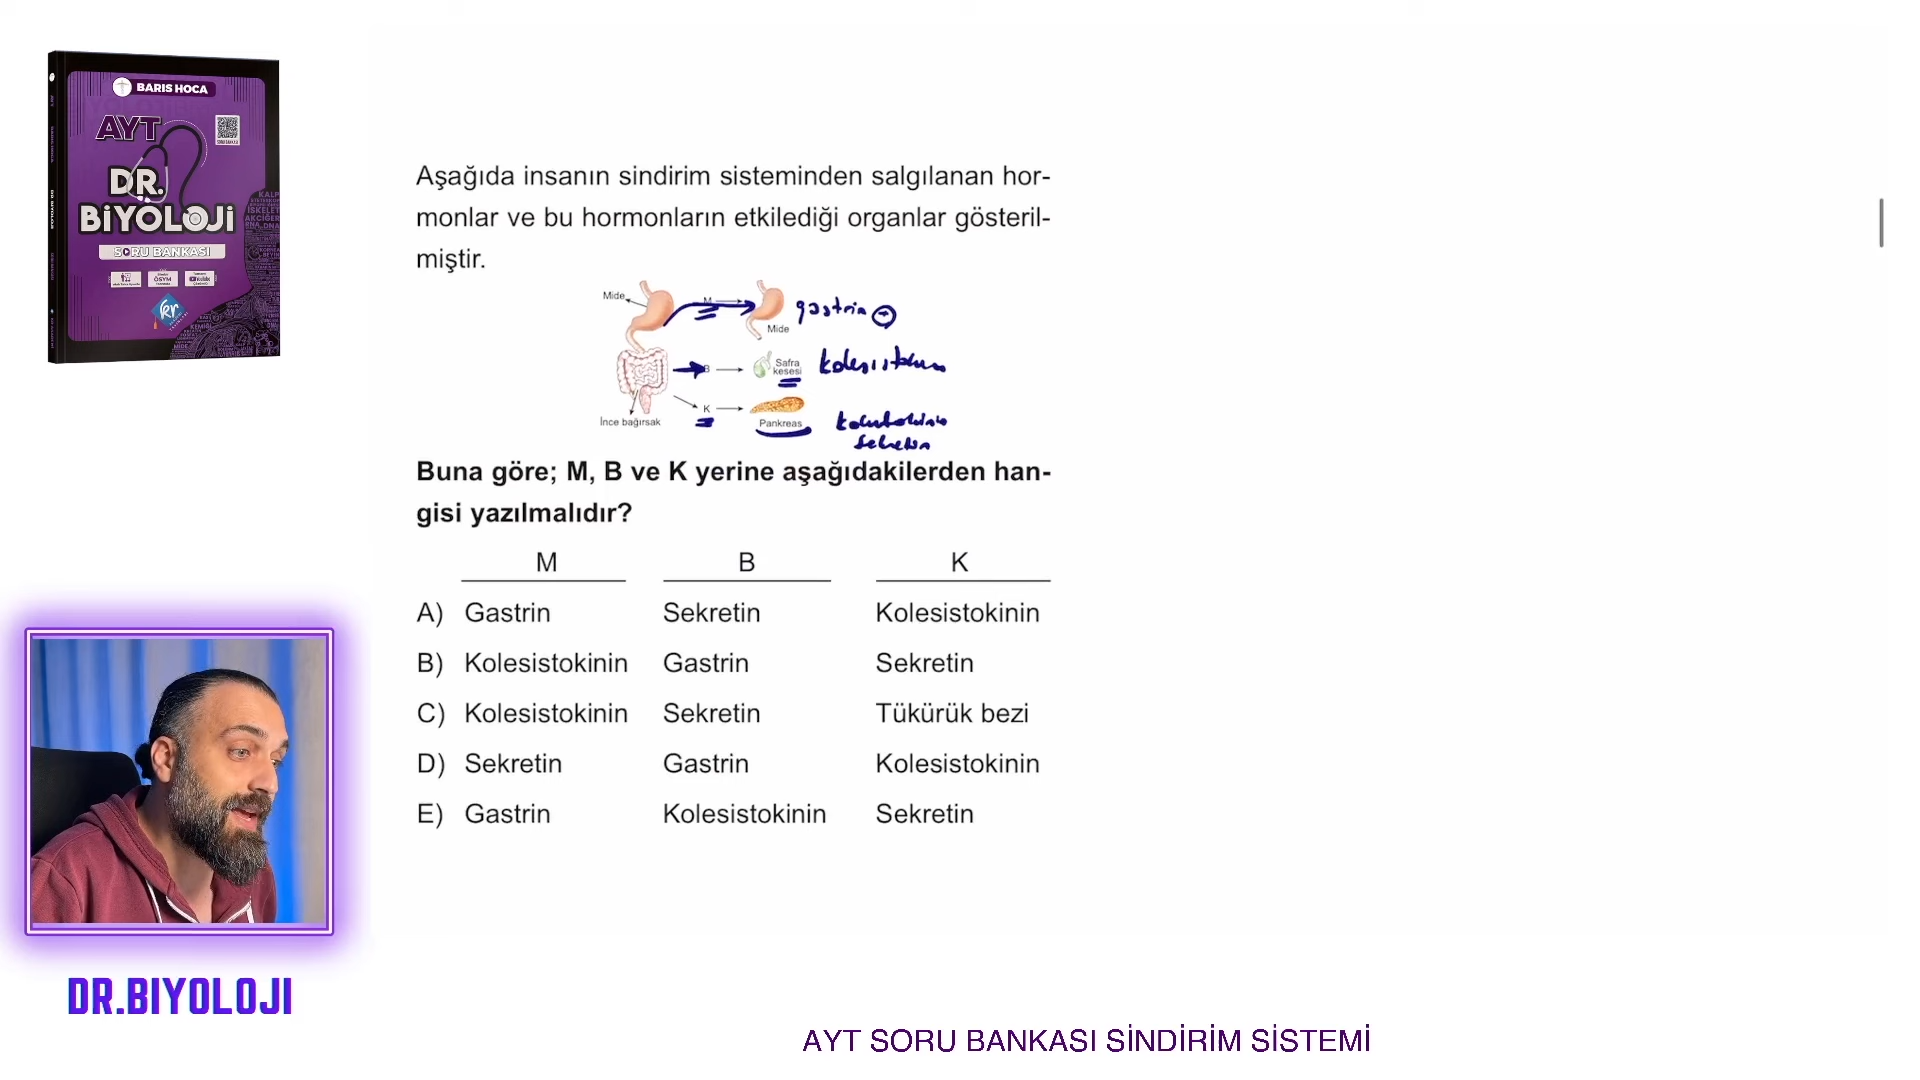 BARIS HOCA
AYT
DR.
BİYOLOJİ
SORU BANKASI
Aşağıda insanın sindirim sisteminden salgılanan hor-
monlar ve bu hormonların etkilediği organlar gösteril-
miştir.
Mide
M
gastrin
Mide
B
Safra
kesesi
K
İnce bağırsak
Pankreas
Buna göre; M, B ve K yerine aşağıdakilerden han-
gisi yazılmalıdır?
M B K
A) Gastrin Sekretin Kolesistokinin
B) Kolesistokinin Gastrin Sekretin
C) Kolesistokinin Sekretin Tükürük bezi
D) Sekretin Gastrin Kolesistokinin
E) Gastrin Kolesistokinin Sekretin
DR.BIYOLOJI
AYT SORU BANKASI SİNDİRİM SİSTEMİ